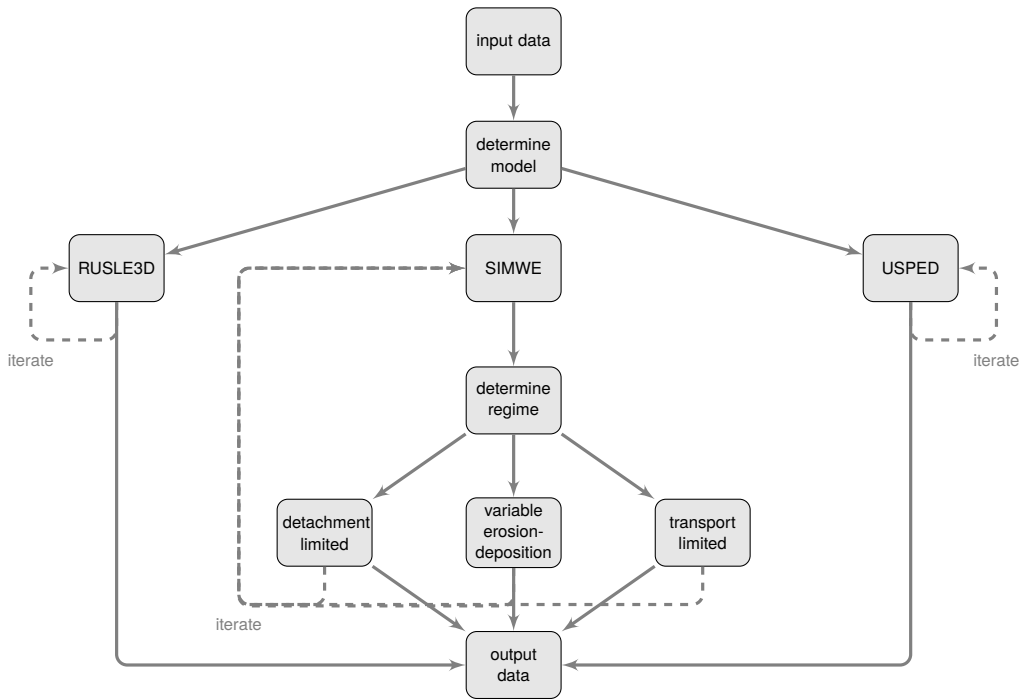 input data
determine
model
RUSLE3D
SIMWE
USPED
iterate
iterate
determine
regime
detachment
limited
variable
erosion-
deposition
transport
limited
iterate
output
data